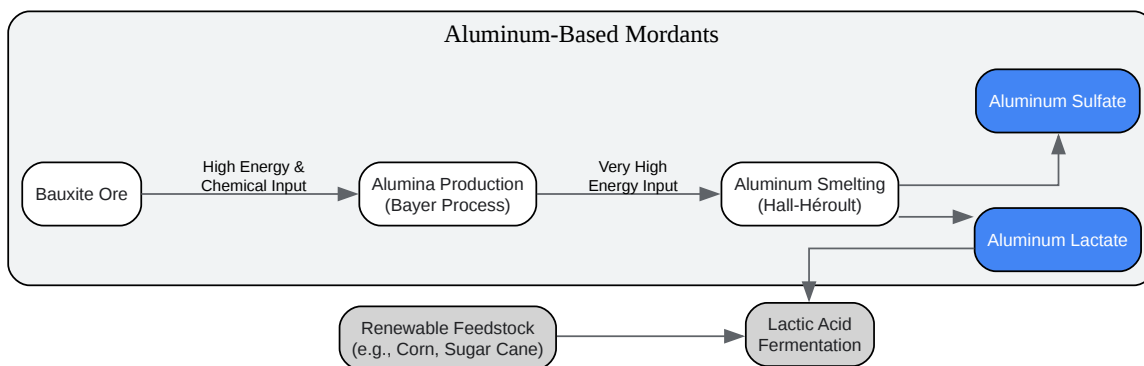 Aluminum-Based Mordants
Aluminum Sulfate
High Energy &
Chemical Input
Very High
Energy Input
Bauxite Ore
Alumina Production
(Bayer Process)
Aluminum Smelting
(Hall-Héroult)
Aluminum Lactate
Renewable Feedstock
(e.g., Corn, Sugar Cane)
Lactic Acid
Fermentation